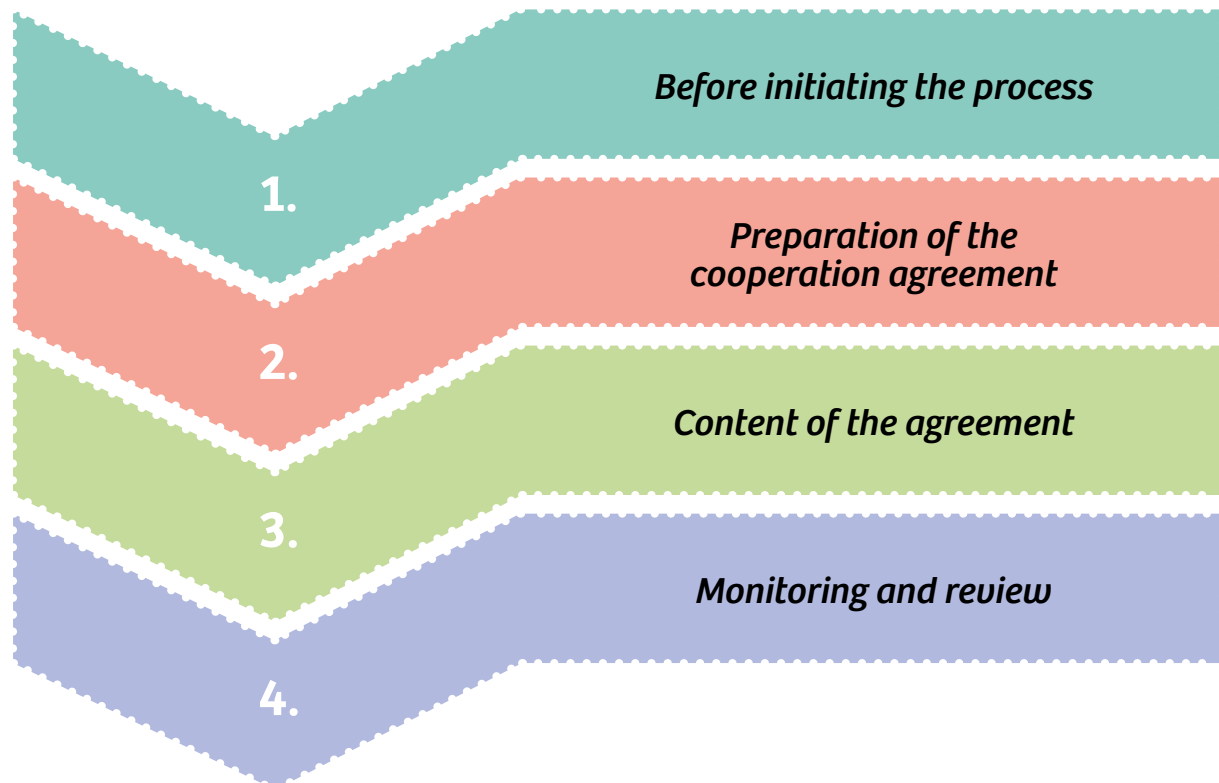 Before initiating the process
1.
Preparation of the
cooperation agreement
2.
Content of the agreement
3.
Monitoring and review
4.